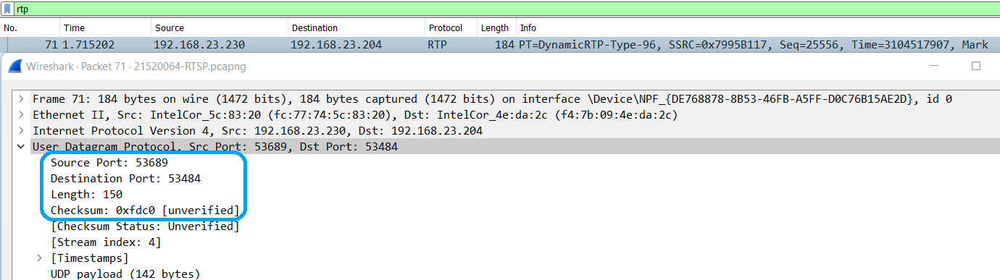 rtp
No. Time Source Destination Protocol Length Info
71 1.715202 192.168.23.230 192.168.23.204 RTP 184 PT=DynamicRTP-Type-96, SSRC=0x7995B117, Seq=25556, Time=3104517907, Mark
Wireshark · Packet 71 · 21520064-RTSP.pcapng
Frame 71: 184 bytes on wire (1472 bits), 184 bytes captured (1472 bits) on interface \Device\NPF_{DE768878-8B53-46FB-A5FF-D0C76B15AE2D}, id 0
Ethernet II, Src: IntelCor_5c:83:20 (fc:77:74:5c:83:20), Dst: IntelCor_4e:da:2c (f4:7b:09:4e:da:2c)
Internet Protocol Version 4, Src: 192.168.23.230, Dst: 192.168.23.204
User Datagram Protocol, Src Port: 53689, Dst Port: 53484
Source Port: 53689
Destination Port: 53484
Length: 150
Checksum: 0xfdc0 [unverified]
[Checksum Status: Unverified]
[Stream index: 4]
[Timestamps]
UDP payload (142 bytes)